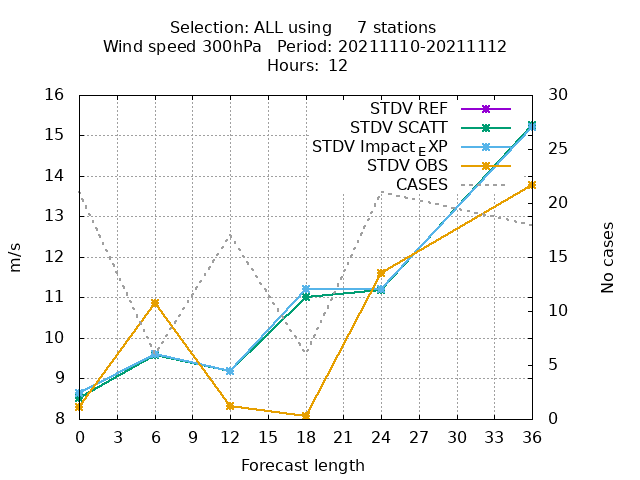 Selection: ALL using     7 stations
Wind speed 300hPa   Period: 20211110-20211112
Hours:  12
16
15
14
13
12
11
10
9
8
m/s
STDV REF
STDV SCATT
STDV Impact_EXP
STDV OBS
CASES
30
25
20
15
10
5
0
No cases
0 3 6 9 12 15 18 21 24 27 30 33 36
Forecast length